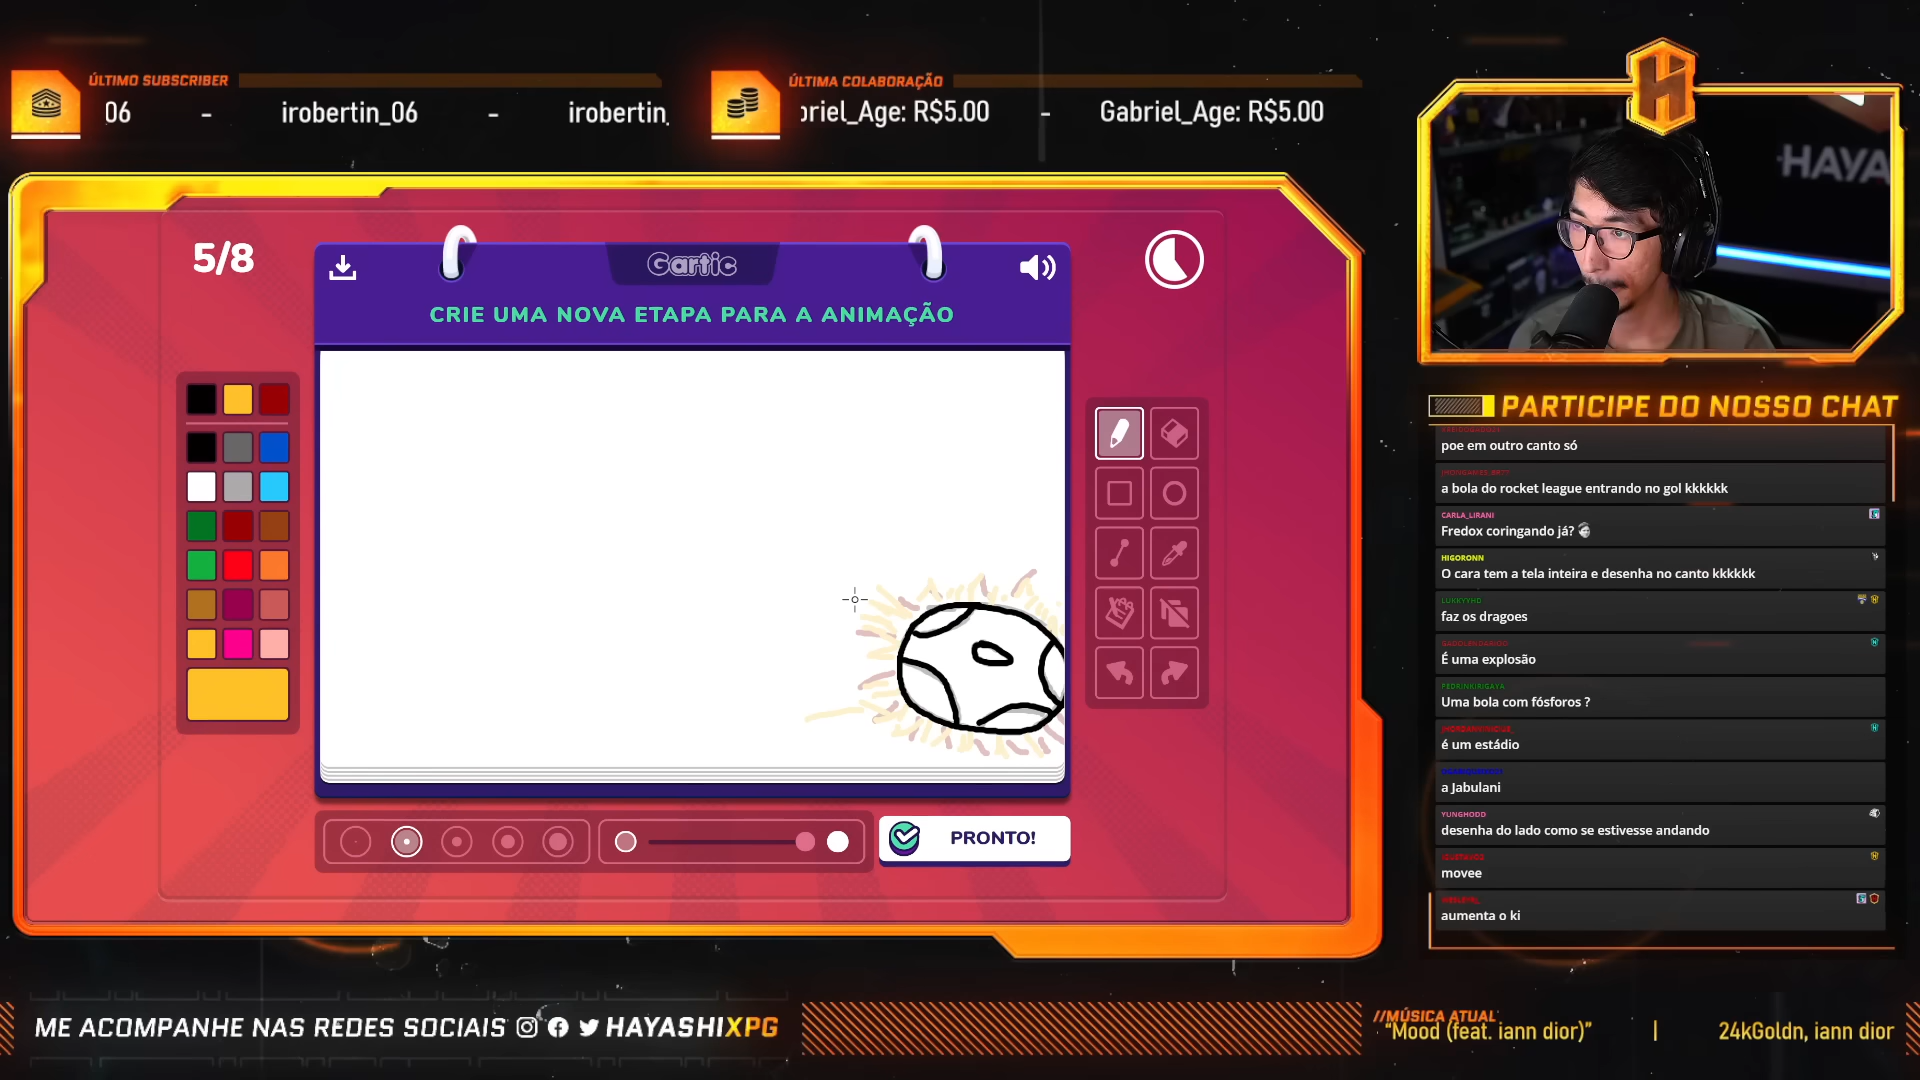 ÚLTIMO SUBSCRIBER
06 - irobertin_06 - irobertin
ÚLTIMA COLABORAÇÃO
briel_Age: R$5.00 - Gabriel_Age: R$5.00
HAYA
5/8
Gartic
CRIE UMA NOVA ETAPA PARA A ANIMAÇÃO
PRONTO!
PARTICIPE DO NOSSO CHAT
poe em outro canto só
a bola do rocket league entrando no gol kkkkkk
CARLA_LIRANI
Fredox coringando já?
HIGORONN
O cara tem a tela inteira e desenha no canto kkkkkk
LUKKYYHD
faz os dragoes
É uma explosão
PEDRINKIRIGAYA
Uma bola com fósforos ?
é um estádio
a Jabulani
YUNGHODD
desenha do lado como se estivesse andando
movee
aumenta o ki
ME ACOMPANHE NAS REDES SOCIAIS HAYASHIXPG
//MÚSICA ATUAL
"Mood (feat. iann dior)" | 24kGoldn, iann dior